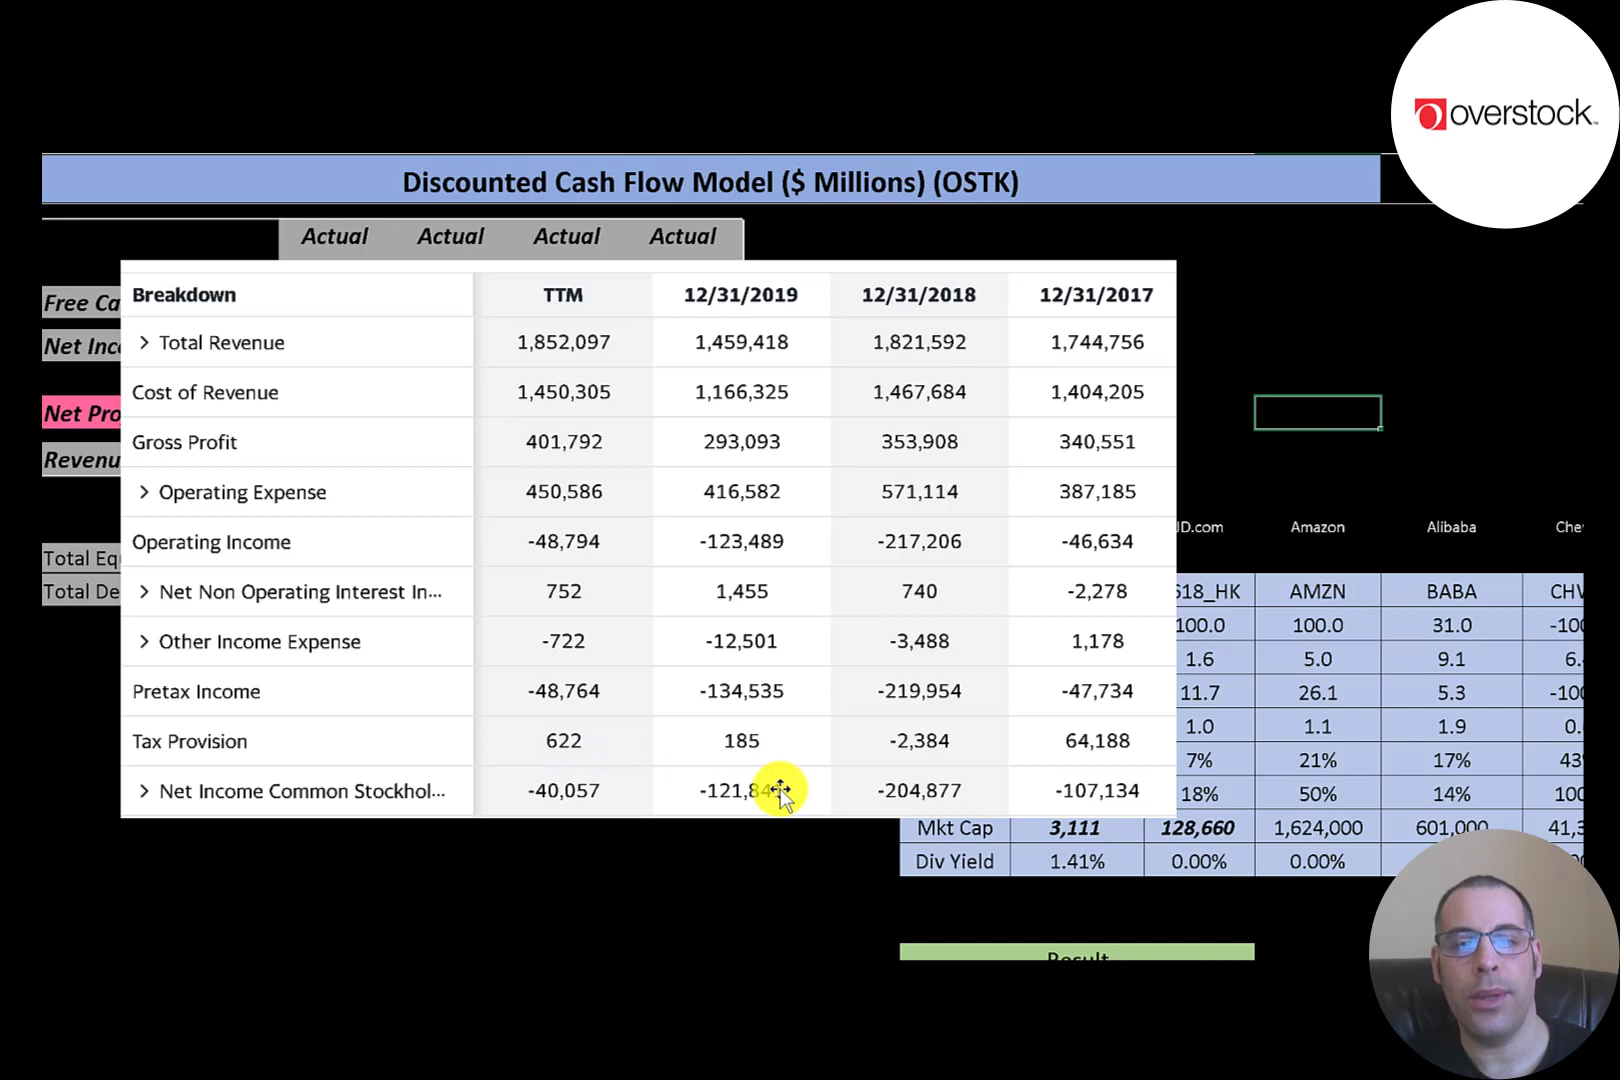 overstock
Discounted Cash Flow Model ($ Millions) (OSTK)
Actual Actual Actual Actual
Free
Net
Net
Breakdown TTM 12/31/2019 12/31/2018 12/31/2017
> Total Revenue 1,852,097 1,459,418 1,821,592 1,744,756
Cost of Revenue 1,450,305 1,166,325 1,467,684 1,404,205
Gross Profit 401,792 293,093 353,908 340,551
> Operating Expense 450,586 416,582 571,114 387,185
Operating Income -48,794 -123,489 -217,206 -46,634
> Net Non Operating Interest In... 752 1,455 740 -2,278
> Other Income Expense -722 -12,501 -3,488 1,178
Pretax Income -48,764 -134,535 -219,954 -47,734
Tax Provision 622 185 -2,384 64,188
> Net Income Common Stockhol... -40,057 -204,877 -107,134
Total
Total
JD.com Amazon Alibaba
618_HK AMZN BABA
100.0 100.0 31.0
1.6 5.0 9.1
11.7 26.1 5.3
1.0 1.1 1.9
7% 21% 17%
18% 50% 14%
Mkt Cap 3,111 128,660 1,624,000 601,000
Div Yield 1.41% 0.00% 0.00%
Result